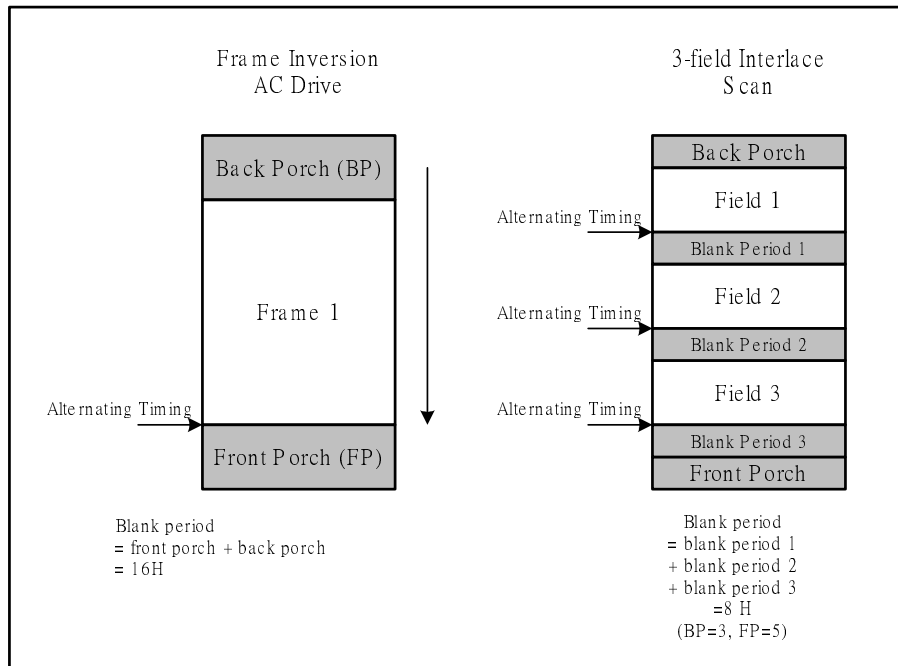 Frame Inversion
AC Drive
Back Porch (BP)
Frame 1
Alternating Timing
Front Porch (FP)
Blank period
= front porch + back porch
= 16H
3-field Interlace
Scan
Back Porch
Field 1
Alternating Timing
Blank Period 1
Field 2
Alternating Timing
Blank Period 2
Field 3
Alternating Timing
Blank Period 3
Front Porch
Blank period
= blank period 1
+ blank period 2
+ blank period 3
=8 H
(BP=3, FP=5)